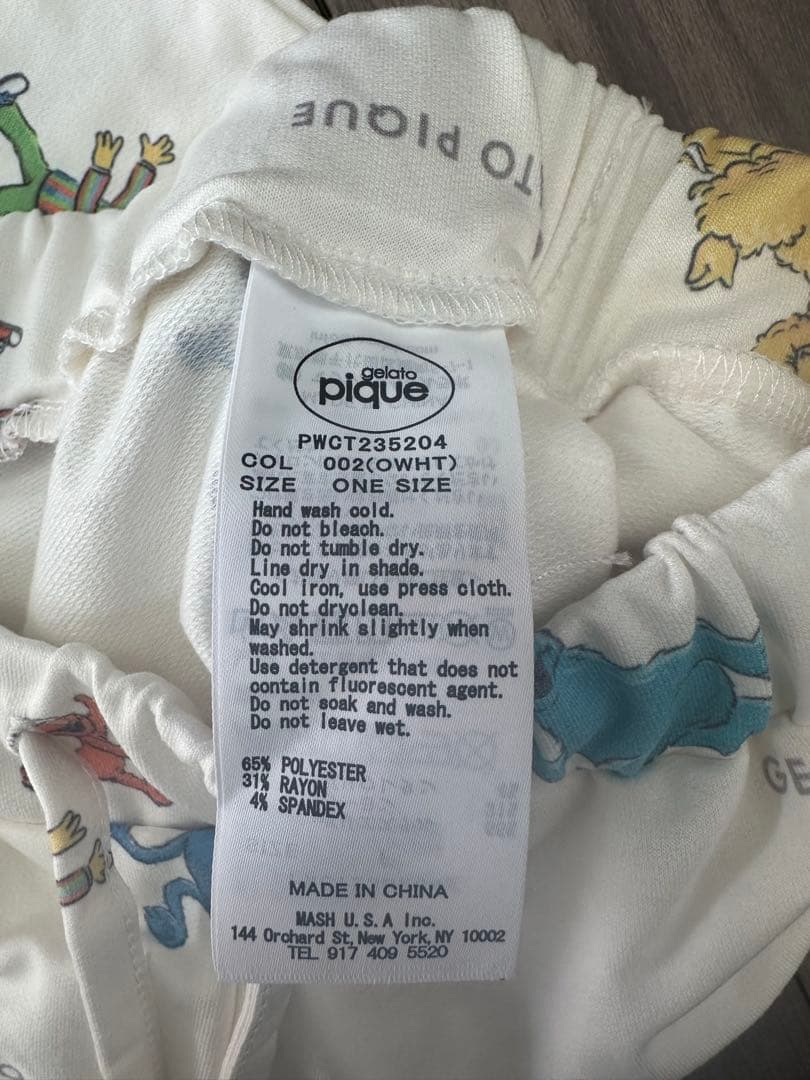 TO PIQUE
gelato
pique
PWCT235204
COL 002(OWHT)
SIZE ONE SIZE
Hand wash cold.
Do not bleach.
Do not tumble dry.
Line dry in shade.
Cool iron, use press cloth.
Do not dryclean.
May shrink slightly when
washed.
Use detergent that does not
contain fluorescent agent.
Do not soak and wash.
Do not leave wet.
65% POLYESTER
31% RAYON
4% SPANDEX
MADE IN CHINA
MASH U.S.A Inc.
144 Orchard St, New York, NY 10002
TEL 917 409 5520
GE